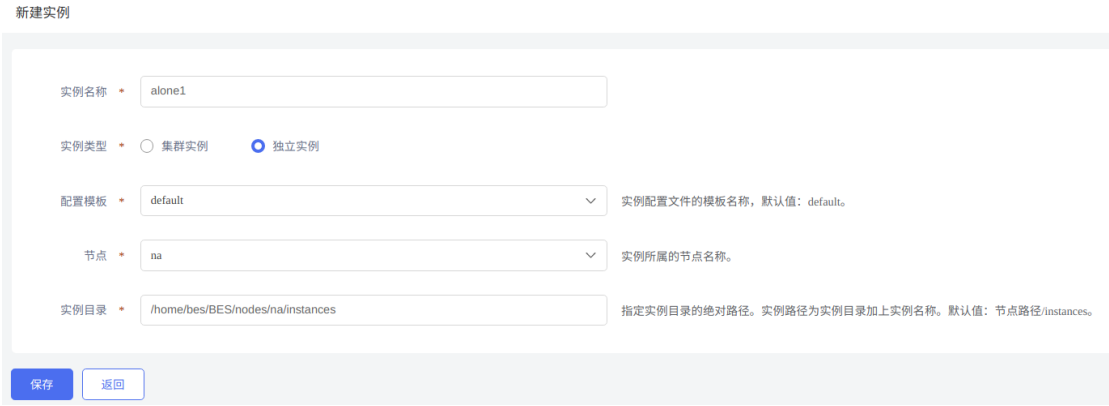 新建实例
实例名称 * alone1
实例类型 * 集群实例 独立实例
配置模板 * default 实例配置文件的模板名称，默认值：default。
节点 * na 实例所属的节点名称。
实例目录 * /home/bes/BES/nodes/na/instances 指定实例目录的绝对路径。实例路径为实例目录加上实例名称。默认值：节点路径/instances。
保存 返回